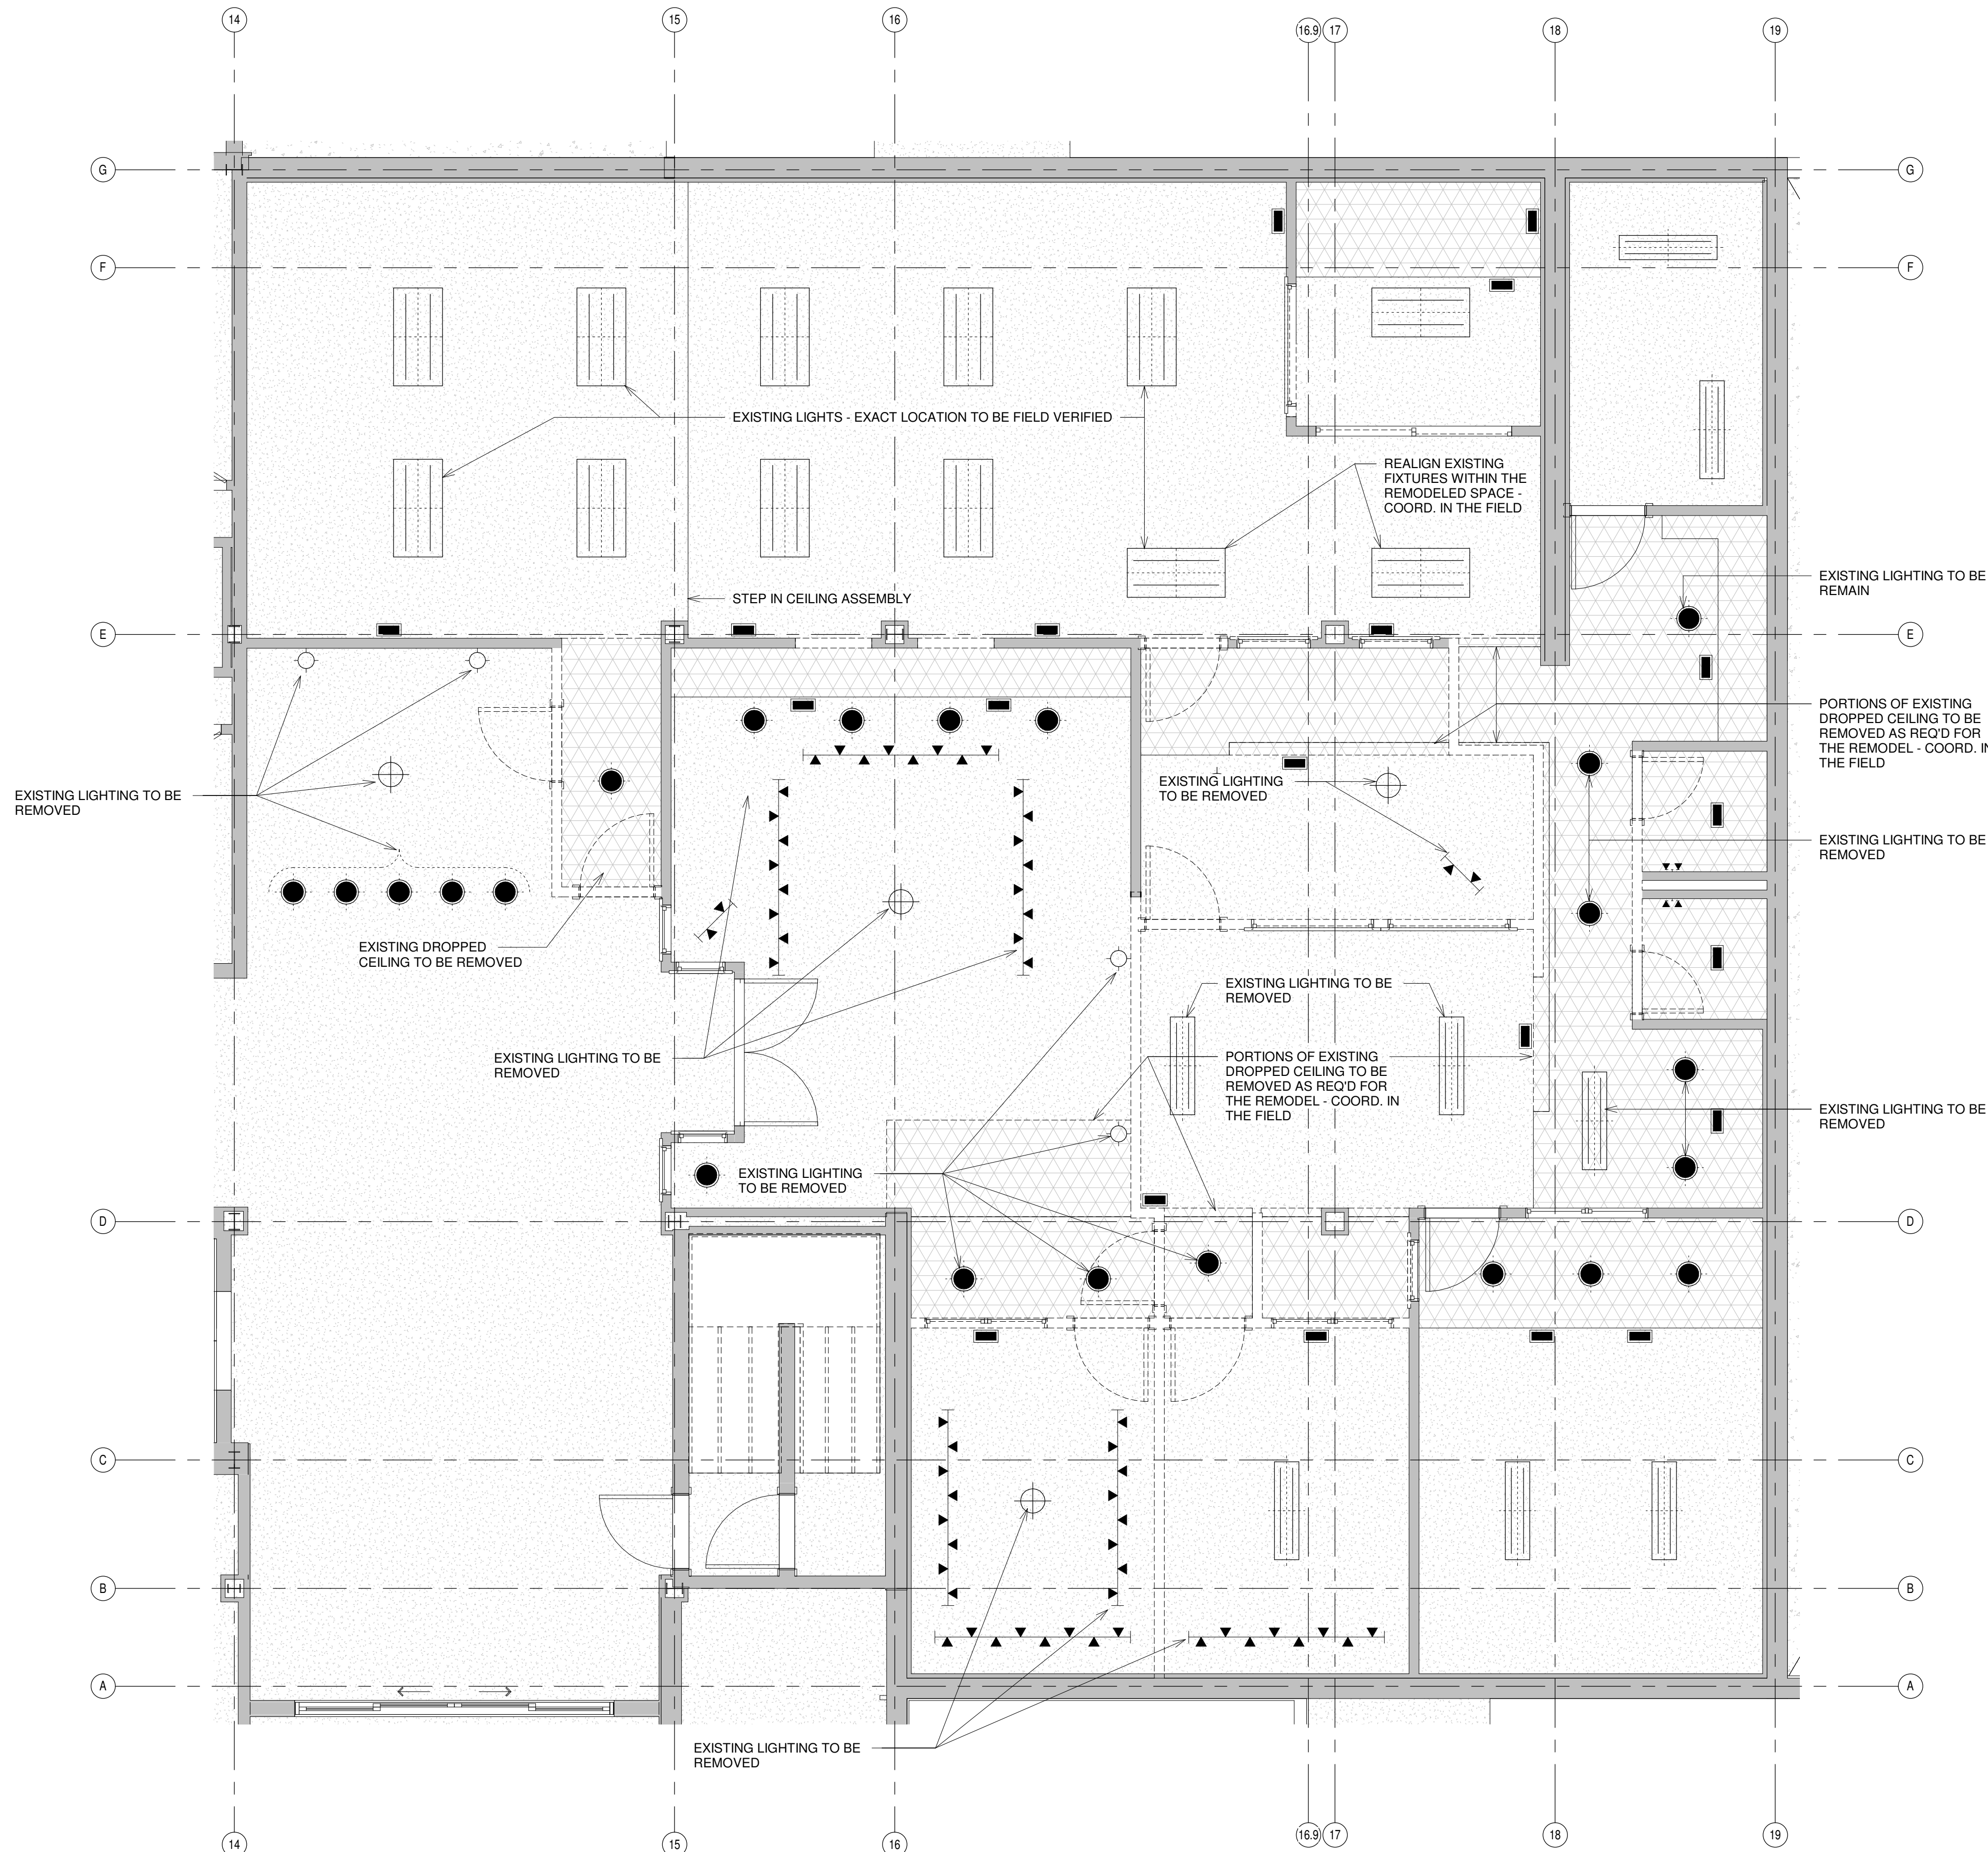 14
15
16
16.9
17
18
19
G
G
F
F
EXISTING LIGHTS - EXACT LOCATION TO BE FIELD VERIFIED
REALIGN EXISTING
FIXTURES WITHIN THE
REMODELED SPACE -
COORD. IN THE FIELD
EXISTING LIGHTING TO BE
REMAIN
STEP IN CEILING ASSEMBLY
E
E
PORTIONS OF EXISTING
DROPPED CEILING TO BE
REMOVED AS REQ'D FOR
THE REMODEL - COORD. IN
THE FIELD
EXISTING LIGHTING TO BE
REMOVED
EXISTING LIGHTING
TO BE REMOVED
EXISTING LIGHTING TO BE
REMOVED
EXISTING DROPPED
CEILING TO BE REMOVED
EXISTING LIGHTING TO BE
REMOVED
EXISTING LIGHTING TO BE
REMOVED
PORTIONS OF EXISTING
DROPPED CEILING TO BE
REMOVED AS REQ'D FOR
THE REMODEL - COORD. IN
THE FIELD
EXISTING LIGHTING TO BE
REMOVED
EXISTING LIGHTING
TO BE REMOVED
D
D
C
C
B
B
A
A
EXISTING LIGHTING TO BE
REMOVED
14
15
16
16.9
17
18
19